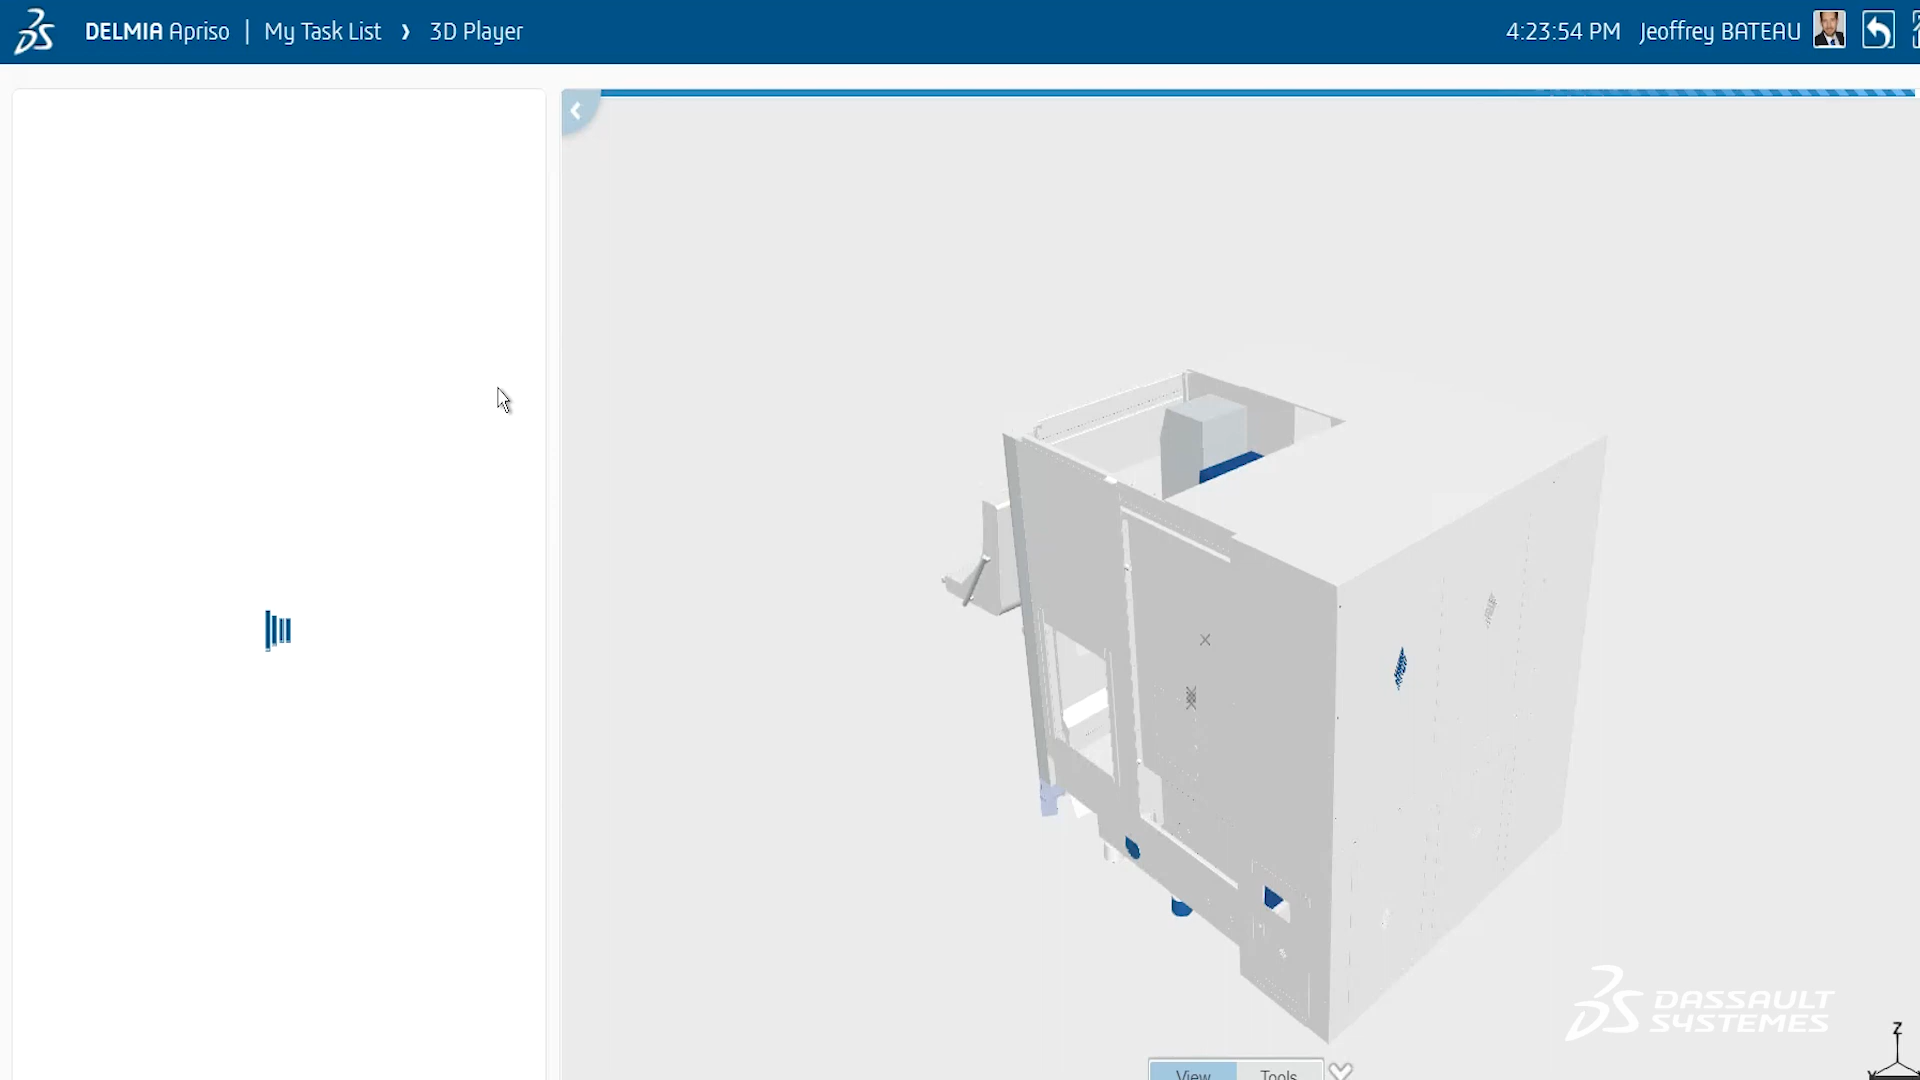 DELMIA Apriso | My Task List › 3D Player
4:23:54 PM Jeoffrey BATEAU
DASSAULT
SYSTEMES
Z
View Tools